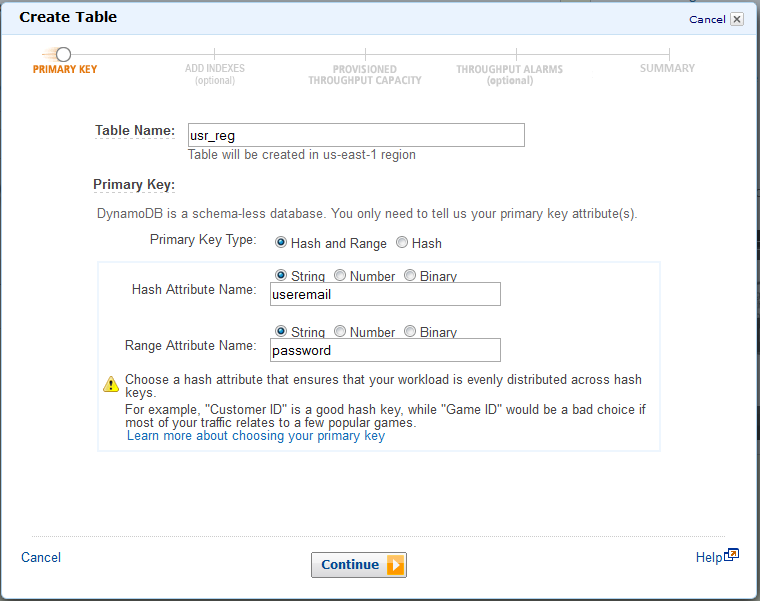 Create Table
Cancel
PRIMARY KEY
ADD INDEXES
(optional)
PROVISIONED
THROUGHPUT CAPACITY
THROUGHPUT ALARMS
(optional)
SUMMARY
Table Name:
usr_reg
Table will be created in us-east-1 region
Primary Key:
DynamoDB is a schema-less database. You only need to tell us your primary key attribute(s).
Primary Key Type: Hash and Range Hash
String Number Binary
Hash Attribute Name: useremail
String Number Binary
Range Attribute Name: password
Choose a hash attribute that ensures that your workload is evenly distributed across hash
keys.
For example, "Customer ID" is a good hash key, while "Game ID" would be a bad choice if
most of your traffic relates to a few popular games.
Learn more about choosing your primary key
Cancel
Continue
Help